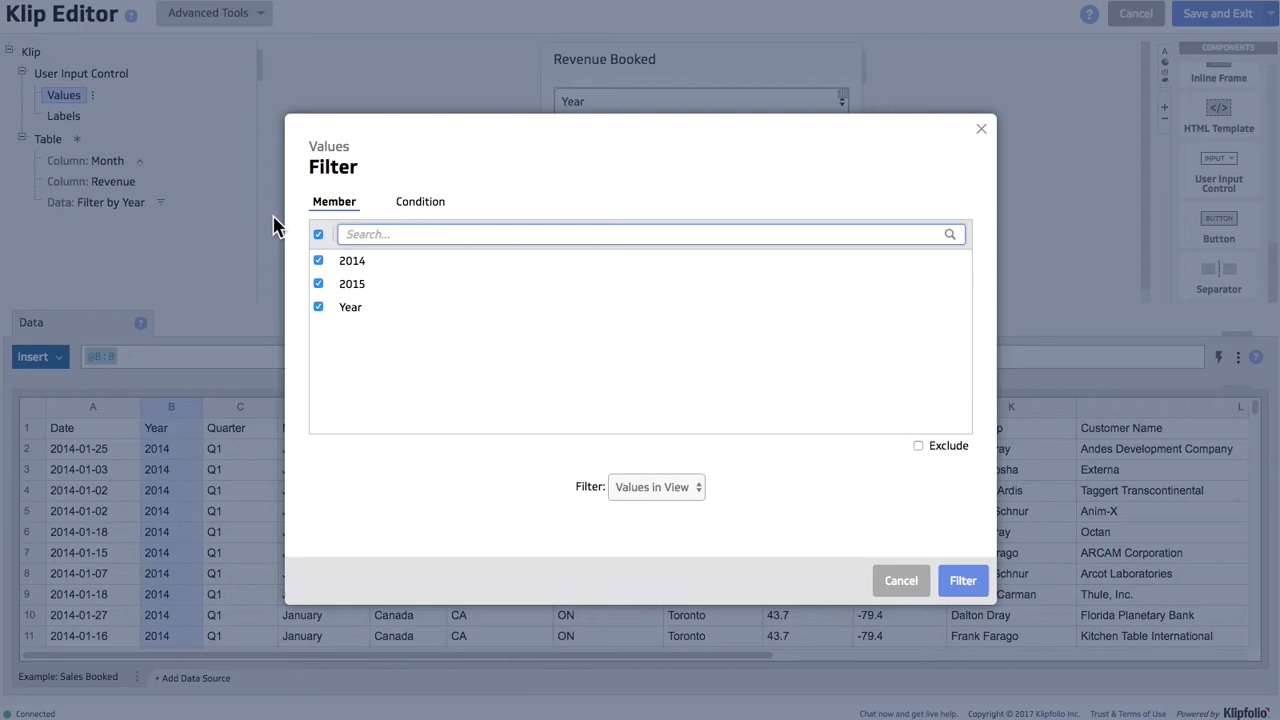 Klip Editor
Advanced Tools
Cancel
Save and Exit
Klip
User Input Control
Values
Labels
Table *
Column: Month
Column: Revenue
Data: Filter by Year
Revenue Booked
Year
COMPONENTS
Inline Frame
</>
HTML Template
INPUT
User Input
Control
BUTTON
Button
Separator
Values
Filter
Member Condition
Search...
2014
2015
Year
Exclude
Filter: Values in View
Cancel Filter
Data
Insert
@B:B
A B C K L
1 Date Year Quarter Customer Name
2 2014-01-25 2014 Q1 Andes Development Company
3 2014-01-03 2014 Q1 Externa
4 2014-01-02 2014 Q1 Ardis Taggert Transcontinental
5 2014-01-02 2014 Q1 Schnur Anim-X
6 2014-01-18 2014 Q1 Octan
7 2014-01-15 2014 Q1 ARCAM Corporation
8 2014-01-07 2014 Q1 Schnur Arcot Laboratories
9 2014-01-18 2014 Q1 Carman Thule, Inc.
10 2014-01-27 2014 Q1 January Canada CA ON Toronto 43.7 -79.4 Dalton Dray Florida Planetary Bank
11 2014-01-16 2014 Q1 January Canada CA ON Toronto 43.7 -79.4 Frank Farago Kitchen Table International
Example: Sales Booked
+ Add Data Source
Connected
Chat now and get live help. Copyright © 2017 Klipfolio Inc. Trust & Terms of Use Powered by Klipfolio